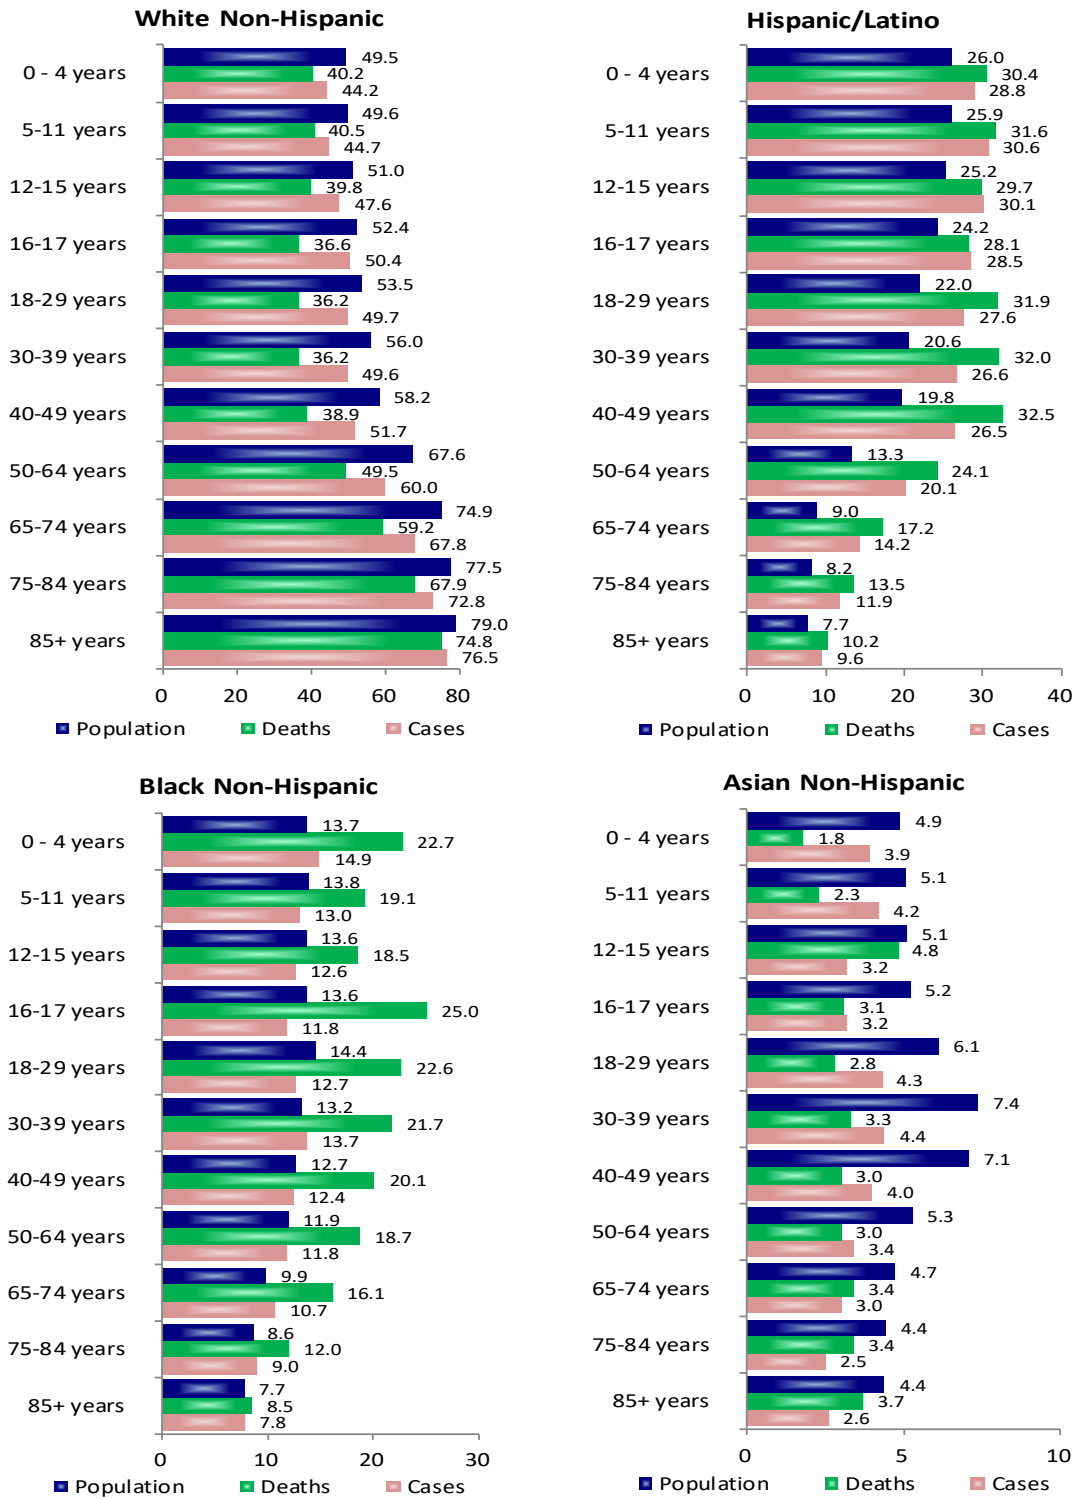 White Non-Hispanic
0 - 4 years 49.5 40.2 44.2
5-11 years 49.6 40.5 44.7
12-15 years 51.0 39.8 47.6
16-17 years 52.4 36.6 50.4
18-29 years 53.5 36.2 49.7
30-39 years 56.0 36.2 49.6
40-49 years 58.2 38.9 51.7
50-64 years 67.6 49.5 60.0
65-74 years 74.9 59.2 67.8
75-84 years 77.5 67.9 72.8
85+ years 79.0 74.8 76.5
0 20 40 60 80
Population Deaths Cases
Hispanic/Latino
0 - 4 years 26.0 30.4 28.8
5-11 years 25.9 31.6 30.6
12-15 years 25.2 29.7 30.1
16-17 years 24.2 28.1 28.5
18-29 years 22.0 31.9 27.6
30-39 years 20.6 32.0 26.6
40-49 years 19.8 32.5 26.5
50-64 years 13.3 24.1 20.1
65-74 years 9.0 17.2 14.2
75-84 years 8.2 13.5 11.9
85+ years 7.7 10.2 9.6
0 10 20 30 40
Population Deaths Cases
Black Non-Hispanic
0 - 4 years 13.7 22.7 14.9
5-11 years 13.8 19.1 13.0
12-15 years 13.6 18.5 12.6
16-17 years 13.6 25.0 11.8
18-29 years 14.4 22.6 12.7
30-39 years 13.2 21.7 13.7
40-49 years 12.7 20.1 12.4
50-64 years 11.9 18.7 11.8
65-74 years 9.9 16.1 10.7
75-84 years 8.6 12.0 9.0
85+ years 7.7 8.5 7.8
0 10 20 30
Population Deaths Cases
Asian Non-Hispanic
0 - 4 years 4.9 1.8 3.9
5-11 years 5.1 2.3 4.2
12-15 years 5.1 4.8 3.2
16-17 years 5.2 3.1 3.2
18-29 years 6.1 2.8 4.3
30-39 years 7.4 3.3 4.4
40-49 years 7.1 3.0 4.0
50-64 years 5.3 3.0 3.4
65-74 years 4.7 3.4 3.0
75-84 years 4.4 3.4 2.5
85+ years 4.4 3.7 2.6
0 5 10
Population Deaths Cases